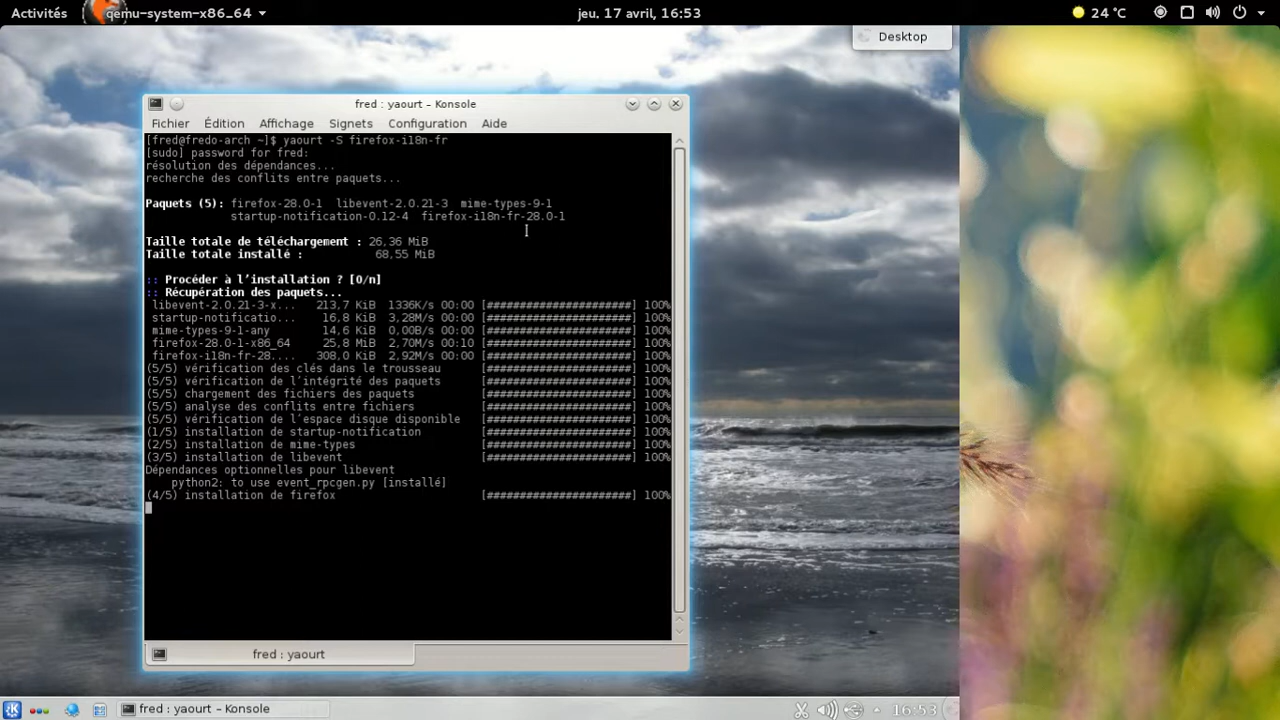 Activités qemu-system-x86_64 jeu. 17 avril, 16:53 24 °C
Desktop
fred : yaourt – Konsole
Fichier Édition Affichage Signets Configuration Aide
[fred@fredo-arch ~]$ yaourt -S firefox-i18n-fr
[sudo] password for fred:
résolution des dépendances...
recherche des conflits entre paquets...
Paquets (5): firefox-28.0-1 libevent-2.0.21-3 mime-types-9-1
startup-notification-0.12-4 firefox-i18n-fr-28.0-1
Taille totale de téléchargement : 26,36 MiB
Taille totale installé : 68,55 MiB
:: Procéder à l’installation ? [O/n]
:: Récupération des paquets...
libevent-2.0.21-3-x... 213,7 KiB 1336K/s 00:00 [######################] 100%
startup-notificatio... 16,8 KiB 3,28M/s 00:00 [######################] 100%
mime-types-9-1-any 14,6 KiB 0,00B/s 00:00 [######################] 100%
firefox-28.0-1-x86_64 25,8 MiB 2,70M/s 00:10 [######################] 100%
firefox-i18n-fr-28.... 308,0 KiB 2,92M/s 00:00 [######################] 100%
(5/5) vérification des clés dans le trousseau [######################] 100%
(5/5) vérification de l’intégrité des paquets [######################] 100%
(5/5) chargement des fichiers des paquets [######################] 100%
(5/5) analyse des conflits entre fichiers [######################] 100%
(5/5) vérification de l’espace disque disponible [######################] 100%
(1/5) installation de startup-notification [######################] 100%
(2/5) installation de mime-types [######################] 100%
(3/5) installation de libevent [######################] 100%
Dépendances optionnelles pour libevent
python2: to use event_rpcgen.py [installé]
(4/5) installation de firefox [######################] 100%
fred : yaourt
fred : yaourt – Konsole 16:53